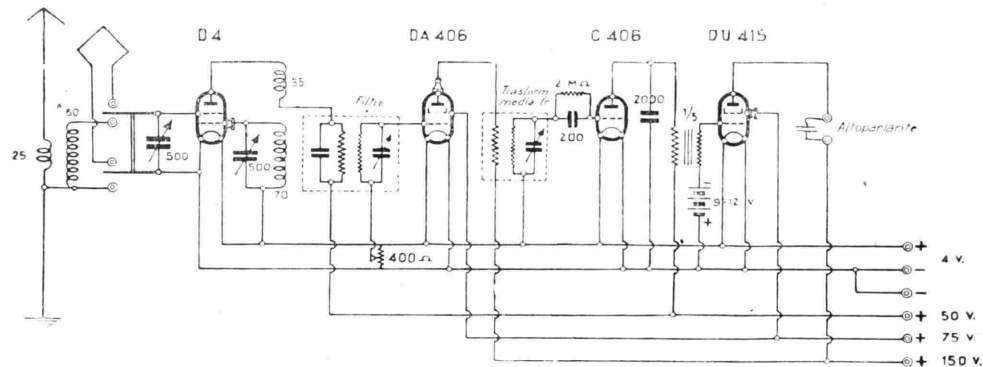 D4
DA 406
C 406
DU 415
50
25
500
500
55
70
Filtro
400 Ω
Trasform.
media fr.
2 MΩ
200
2000
1/5
9-12 V
Altoparlante
+
4 v.
−
−
+ 50 v.
+ 75 v.
+ 150 v.